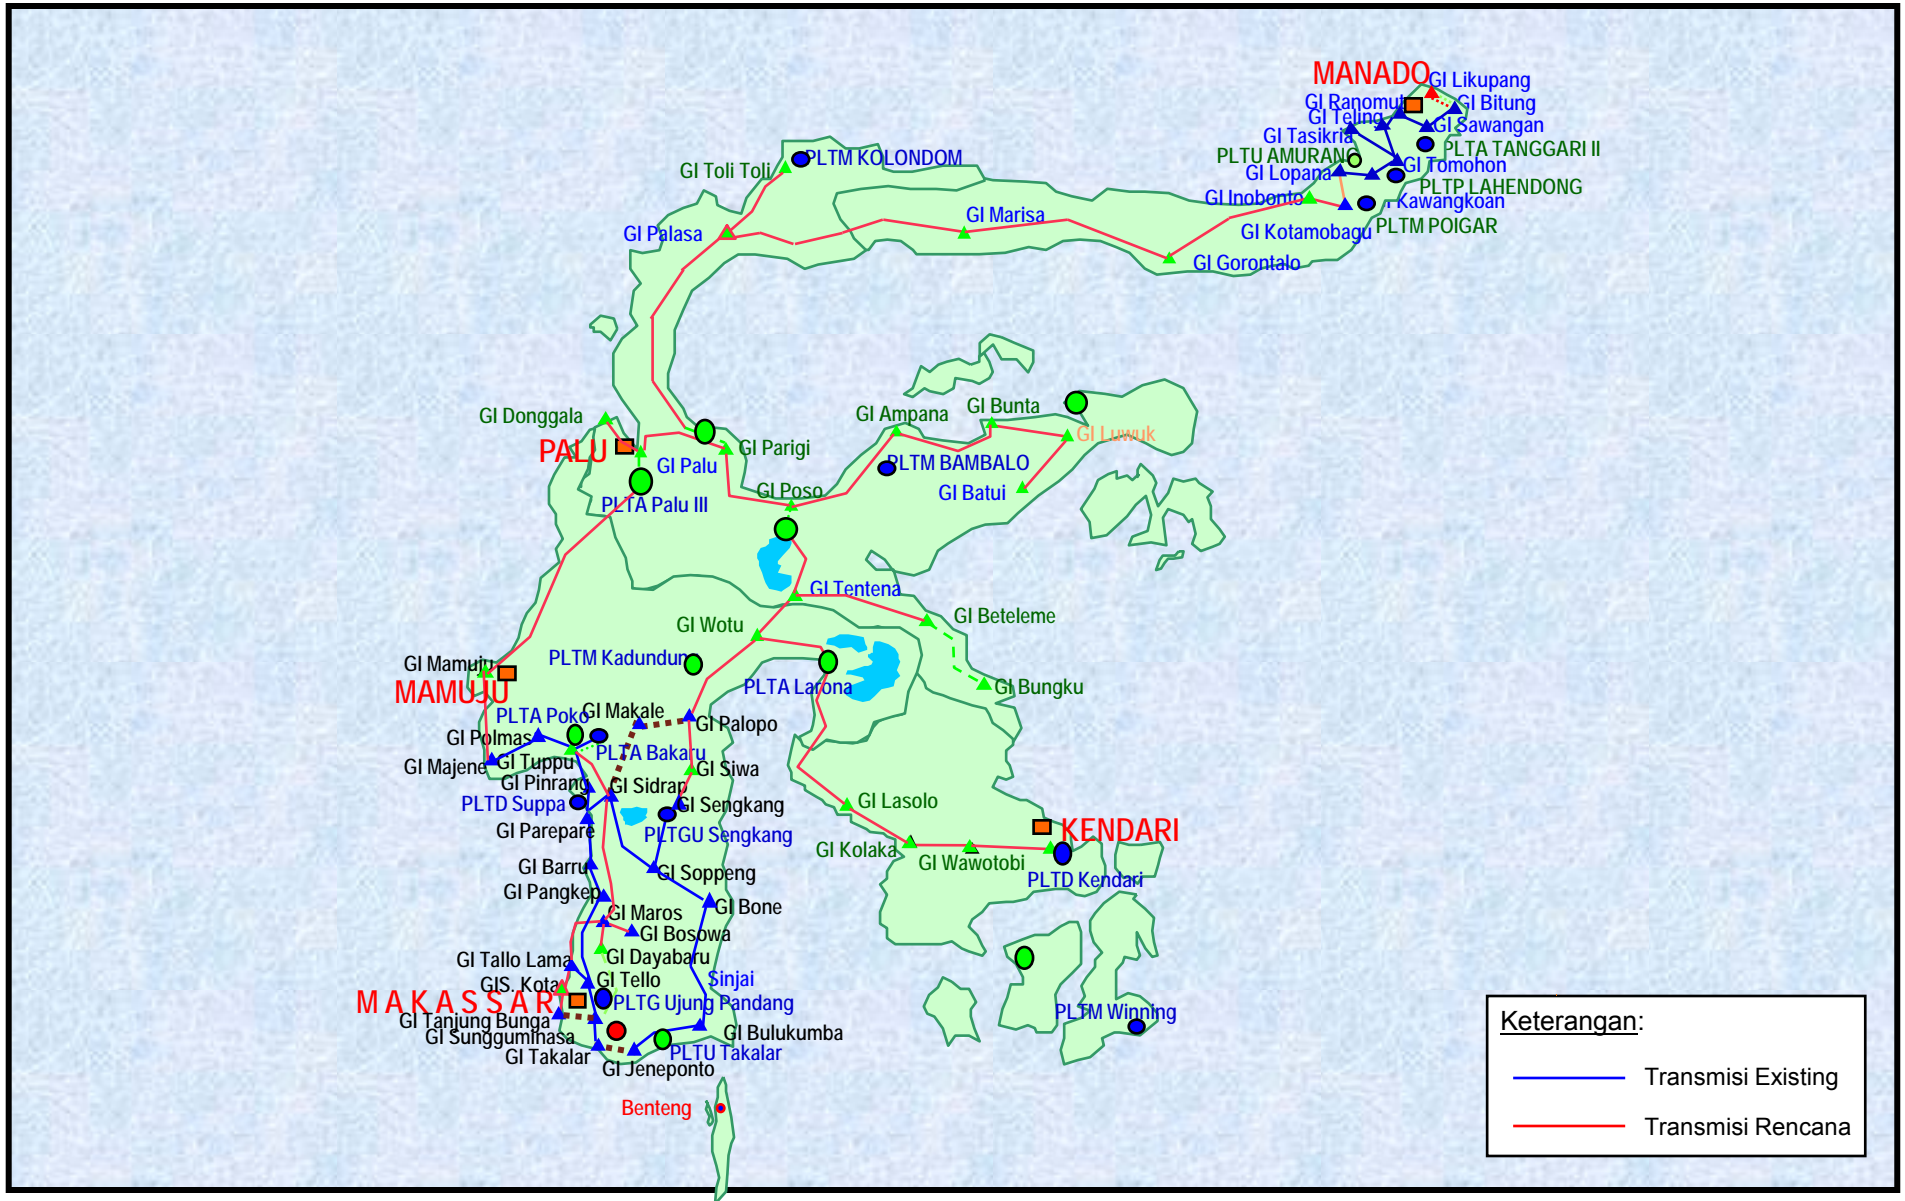 MANADO
GI Likupang
GI Ranomut
GI Bitung
GI Teling
GI Sawangan
GI Tasikria
PLTA TANGGARI II
PLTU AMURANG
GI Tomohon
GI Lopana
PLTP LAHENDONG
GI Inobonto
Kawangkoan
PLTM POIGAR
GI Kotamobagu
GI Gorontalo
GI Marisa
PLTM KOLONDOM
GI Toli Toli
GI Palasa
GI Donggala
PALU
GI Palu
GI Parigi
PLTA Palu III
GI Poso
GI Ampana
GI Bunta
GI Luwuk
PLTM BAMBALO
GI Batui
GI Tentena
GI Beteleme
GI Wotu
GI Bungku
PLTM Kadundun
PLTA Larona
GI Mamuju
MAMUJU
PLTA Poko
GI Makale
GI Palopo
GI Polmas
PLTA Bakaru
GI Majene
GI Tuppu
GI Siwa
GI Pinrang
GI Sidrap
PLTD Suppa
GI Sengkang
GI Parepare
PLTGU Sengkang
GI Lasolo
KENDARI
GI Kolaka
GI Wawotobi
PLTD Kendari
GI Barru
GI Soppeng
GI Pangkep
GI Bone
GI Maros
GI Bosowa
GI Tallo Lama
GI Dayabaru
GIS. Kota
GI Tello
Sinjai
MAKASSAR
PLTG Ujung Pandang
GI Tanjung Bunga
GI Sungguminasa
GI Bulukumba
GI Takalar
PLTU Takalar
GI Jeneponto
PLTM Winning
Benteng
Keterangan:
Transmisi Existing
Transmisi Rencana